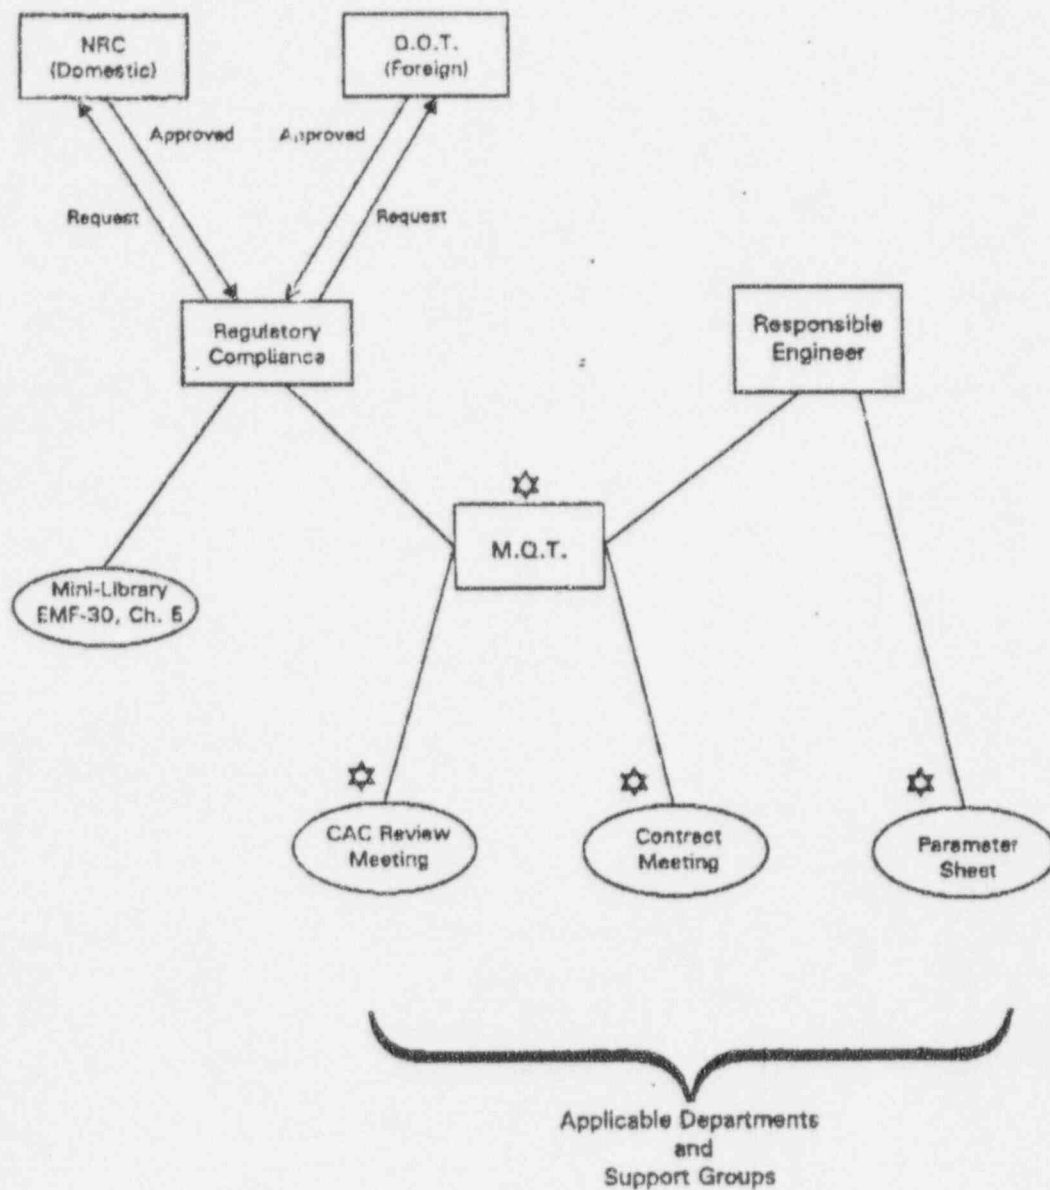 NRC
(Domestic)
D.O.T.
(Foreign)
Approved
Approved
Request
Request
Regulatory
Compliance
Responsible
Engineer
M.Q.T.
Mini-Library
EMF-30, Ch. 5
CAC Review
Meeting
Contract
Meeting
Parameter
Sheet
Applicable Departments
and
Support Groups